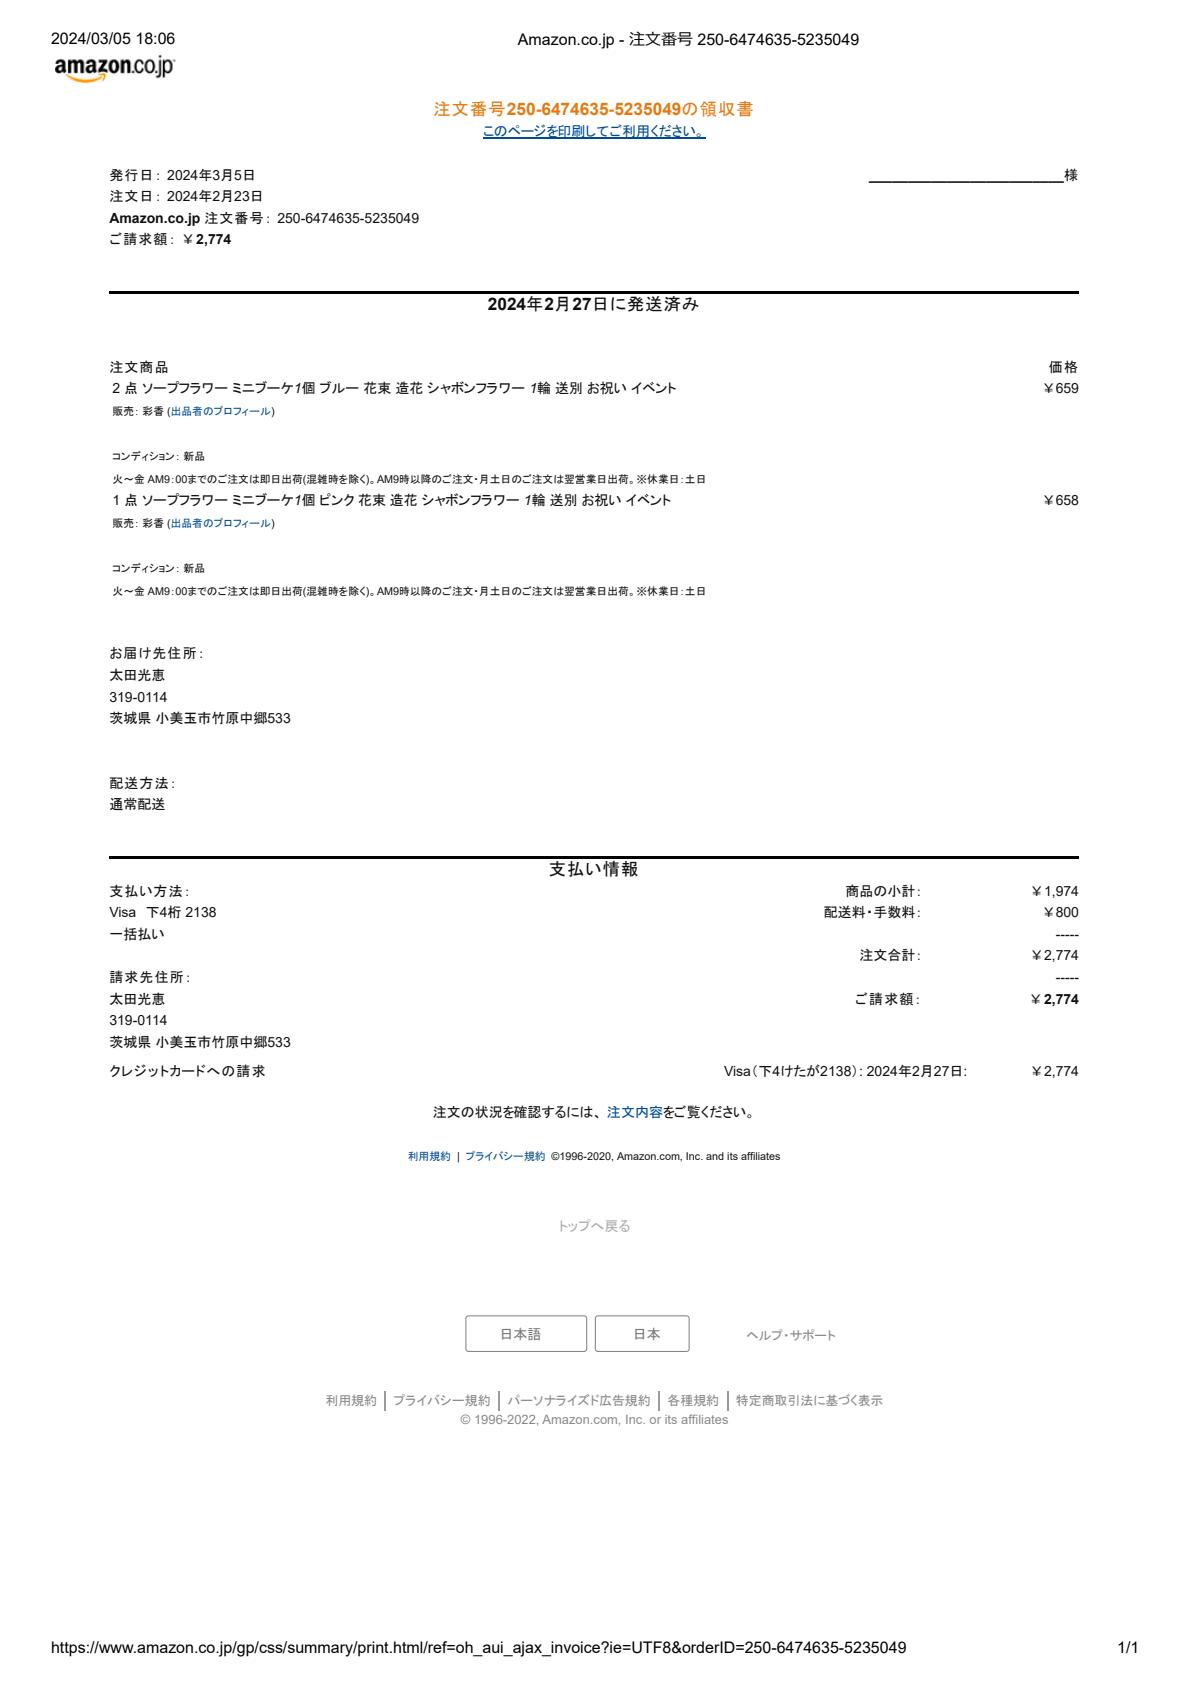 2024/03/05 18:06
Amazon.co.jp - 注文番号 250-6474635-5235049
amazon.co.jp
注文番号250-6474635-5235049の領収書
このページを印刷してご利用ください。
発行日： 2024年3月5日
様
注文日： 2024年2月23日
Amazon.co.jp 注文番号： 250-6474635-5235049
ご請求額： ￥2,774
2024年2月27日に発送済み
注文商品 価格
2 点 ソープフラワー ミニブーケ1個 ブルー 花束 造花 シャボンフラワー 1輪 送別 お祝い イベント ￥659
販売： 彩香 (出品者のプロフィール)
コンディション： 新品
火～金 AM9：00までのご注文は即日出荷(混雑時を除く)。AM9時以降のご注文・月土日のご注文は翌営業日出荷。※休業日：土日
1 点 ソープフラワー ミニブーケ1個 ピンク 花束 造花 シャボンフラワー 1輪 送別 お祝い イベント ￥658
販売： 彩香 (出品者のプロフィール)
コンディション： 新品
火～金 AM9：00までのご注文は即日出荷(混雑時を除く)。AM9時以降のご注文・月土日のご注文は翌営業日出荷。※休業日：土日
お届け先住所：
太田光恵
319-0114
茨城県 小美玉市竹原中郷533
配送方法：
通常配送
支払い情報
支払い方法： 商品の小計： ￥1,974
Visa 下4桁 2138 配送料・手数料： ￥800
一括払い -----
注文合計： ￥2,774
請求先住所： -----
太田光恵 ご請求額： ￥2,774
319-0114
茨城県 小美玉市竹原中郷533
クレジットカードへの請求 Visa（下4けたが2138）： 2024年2月27日: ￥2,774
注文の状況を確認するには、注文内容をご覧ください。
利用規約 | プライバシー規約 ©1996-2020, Amazon.com, Inc. and its affiliates
トップへ戻る
日本語 日本 ヘルプ・サポート
利用規約 | プライバシー規約 | パーソナライズド広告規約 | 各種規約 | 特定商取引法に基づく表示
© 1996-2022, Amazon.com, Inc. or its affiliates
https://www.amazon.co.jp/gp/css/summary/print.html/ref=oh_aui_ajax_invoice?ie=UTF8&orderID=250-6474635-5235049 1/1